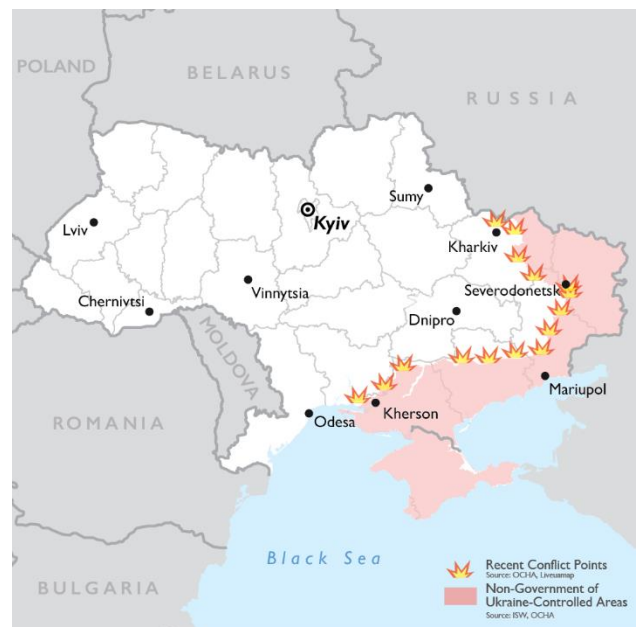 POLAND
BELARUS
RUSSIA
Sumy
Kyiv
Lviv
Kharkiv
Chernivtsi
Vinnytsia
Severodonetsk
Dnipro
MOLDOVA
Mariupol
ROMANIA
Odesa
Kherson
Black Sea
BULGARIA
Recent Conflict Points
Source: OCHA, Liveuamap
Non-Government of
Ukraine-Controlled Areas
Source: ISW, OCHA